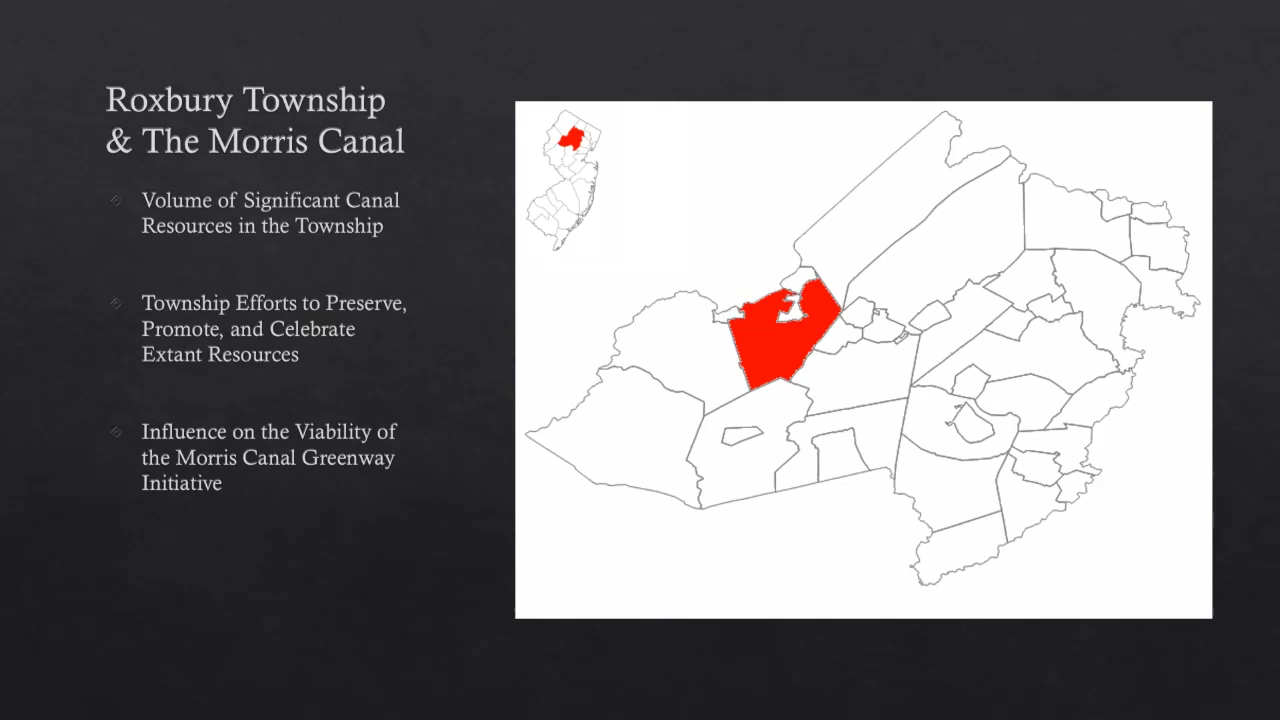 Roxbury Township
& The Morris Canal
Volume of Significant Canal
Resources in the Township
Township Efforts to Preserve,
Promote, and Celebrate
Extant Resources
Influence on the Viability of
the Morris Canal Greenway
Initiative